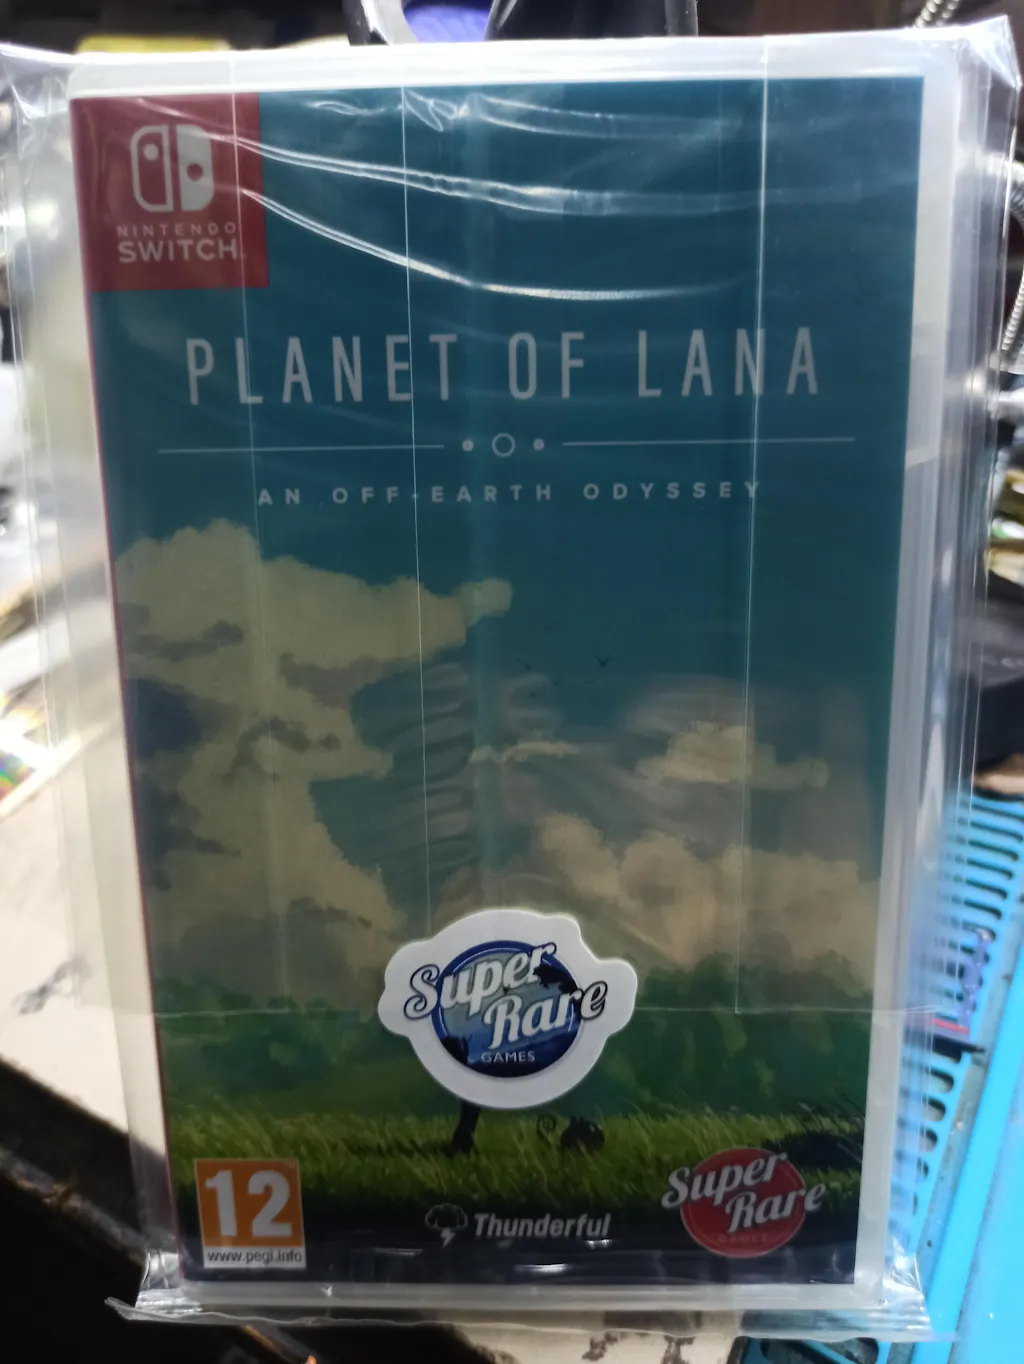 NINTENDO
SWITCH
PLANET OF LANA
AN OFF-EARTH ODYSSEY
Super
Rare
GAMES
12
www.pegi.info
Thunderful
Super
Rare
GAMES